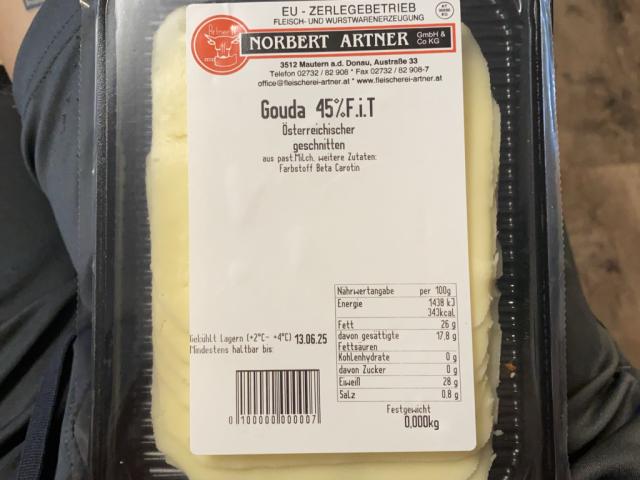 EU - ZERLEGEBETRIEB
FLEISCH- UND WURSTWARENERZEUGUNG
Artner
NORBERT ARTNER GmbH & Co KG
3512 Mautern a.d. Donau, Austraße 33
Telefon 02732 / 82 908 * Fax 02732 / 82 908-7
office@fleischerei-artner.at * www.fleischerei-artner.at
Gouda 45%F.i.T
Österreichischer
geschnitten
aus past.Milch, weitere Zutaten:
Farbstoff Beta Carotin
Nährwertangabe per 100g
Energie 1438 kJ
343kcal
Fett 26 g
davon gesättigte 17,8 g
Fettsäuren
Kohlenhydrate 0 g
davon Zucker 0 g
Eiweiß 28 g
Salz 0,8 g
Gekühlt Lagern (+2°C- +4°C) 13.06.25
Mindestens haltbar bis:
0 100000 000007
Festgewicht
0,000kg